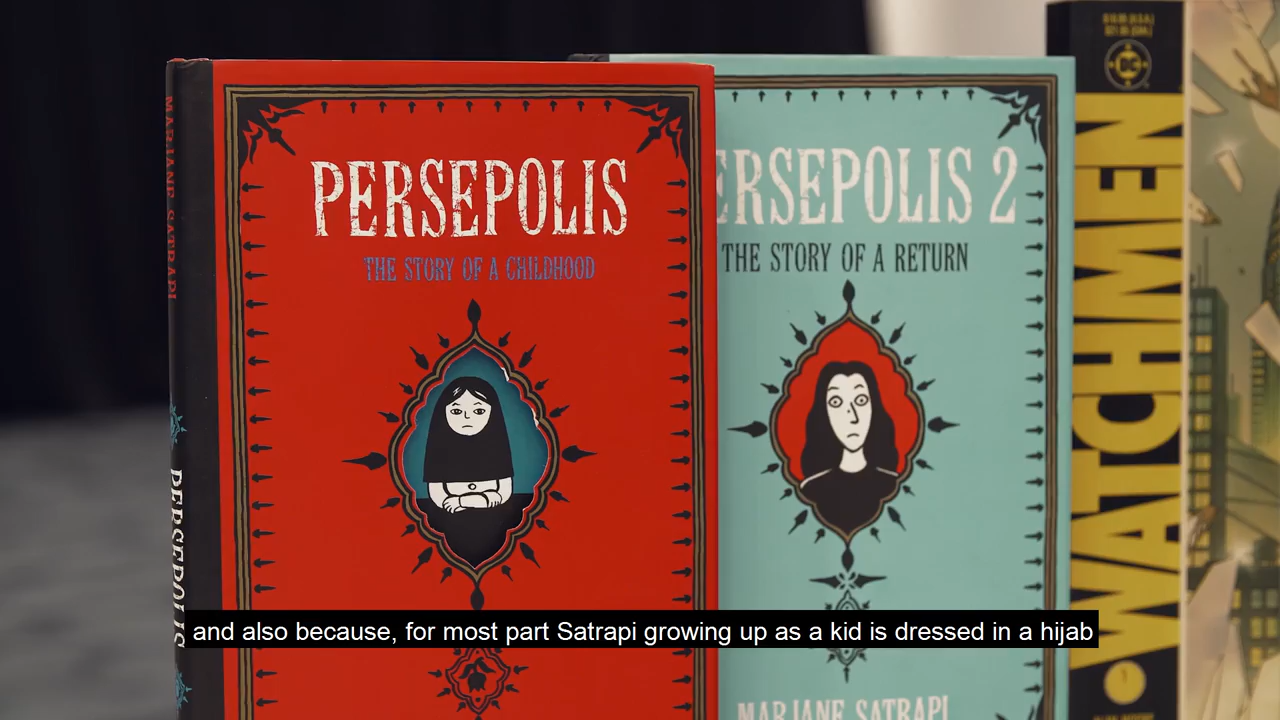 MARJANE SATRAPI
PERSEPOLIS
PERSEPOLIS
THE STORY OF A CHILDHOOD
ERSEPOLIS 2
THE STORY OF A RETURN
MARJANE SATRAPI
DC
WATCHMEN
and also because, for most part Satrapi growing up as a kid is dressed in a hijab